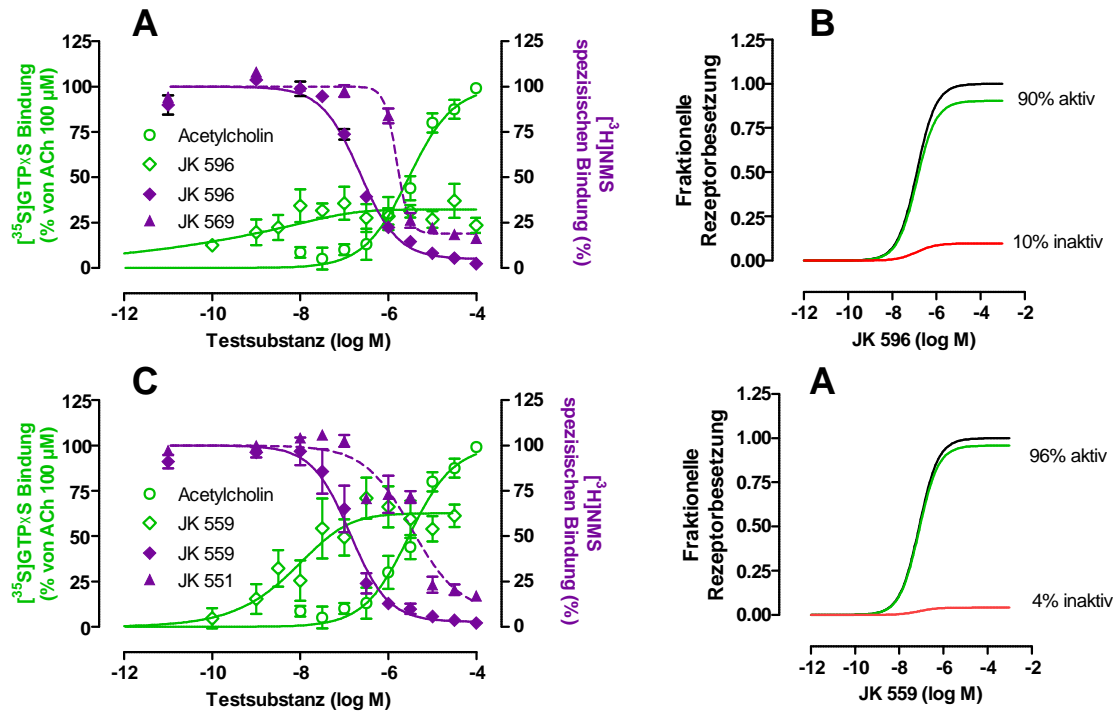 A
[³⁵S]GTPγS Bindung
(% von ACh 100 µM)
125
100
75
50
25
0
Acetylcholin
JK 596
JK 596
JK 569
125
100
75
50
25
0
[³H]NMS
spezisischen Bindung (%)
-12 -10 -8 -6 -4
Testsubstanz (log M)
B
Fraktionelle
Rezeptorbesetzung
1.25
1.00
0.75
0.50
0.25
0.00
90% aktiv
10% inaktiv
-12 -10 -8 -6 -4 -2
JK 596 (log M)
C
[³⁵S]GTPγS Bindung
(% von ACh 100 µM)
125
100
75
50
25
0
Acetylcholin
JK 559
JK 559
JK 551
125
100
75
50
25
0
[³H]NMS
spezisischen Bindung (%)
-12 -10 -8 -6 -4
Testsubstanz (log M)
A
Fraktionelle
Rezeptorbesetzung
1.25
1.00
0.75
0.50
0.25
0.00
96% aktiv
4% inaktiv
-12 -10 -8 -6 -4 -2
JK 559 (log M)